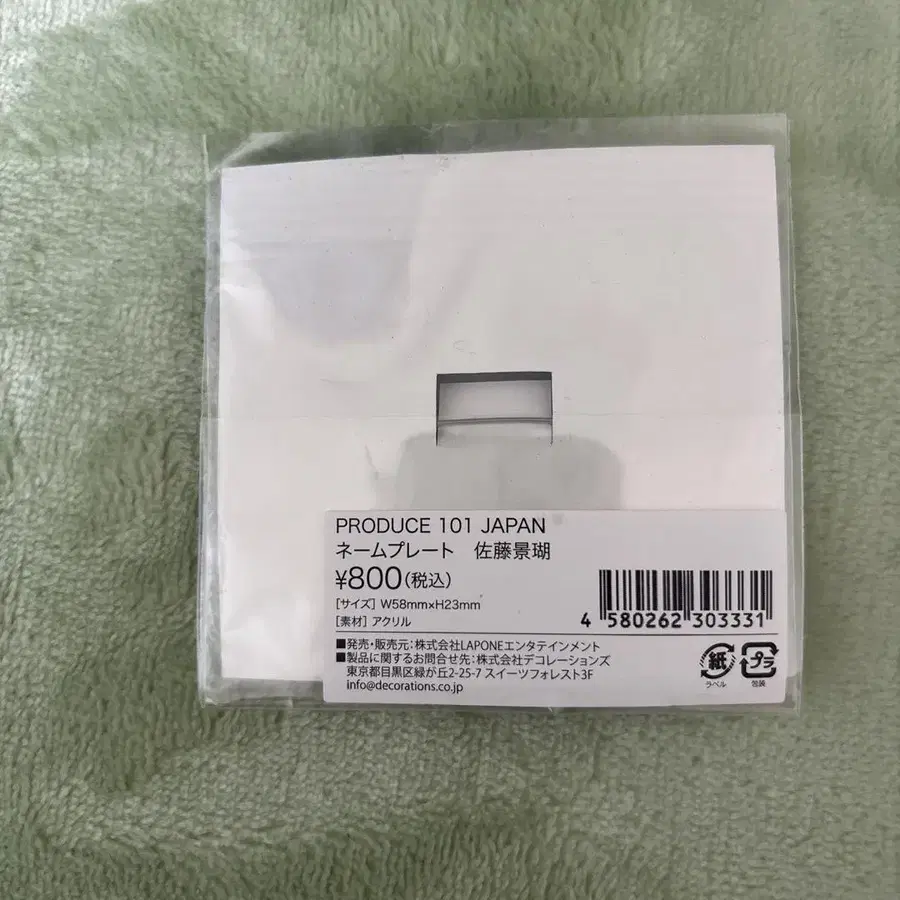 PRODUCE 101 JAPAN
ネームプレート 佐藤景瑚
¥800(税込)
[サイズ] W58mm×H23mm
[素材] アクリル
4 580262 303331
■発売・販売元:株式会社LAPONEエンタテインメント
■製品に関するお問合せ先:株式会社デコレーションズ
東京都目黒区緑が丘2-25-7 スイーツフォレスト3F
info@decorations.co.jp
紙
ラベル
プラ
包装